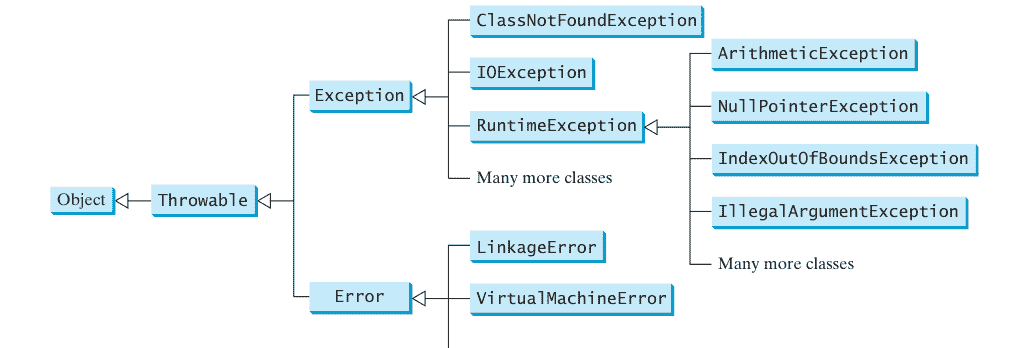 ClassNotFoundException
ArithmeticException
IOException
Exception
NullPointerException
RuntimeException
IndexOutOfBoundsException
Many more classes
Object
Throwable
IllegalArgumentException
LinkageError
Many more classes
Error
VirtualMachineError